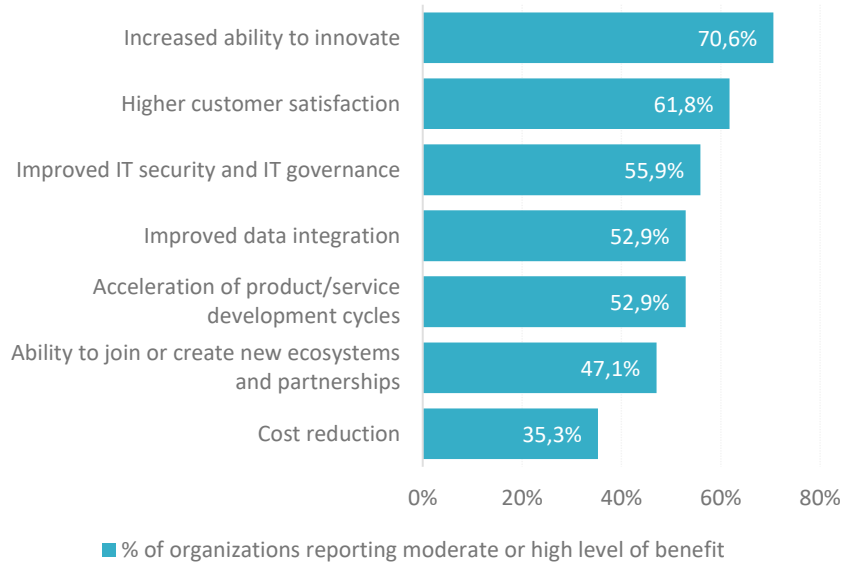 Increased ability to innovate
70,6%
Higher customer satisfaction
61,8%
Improved IT security and IT governance
55,9%
Improved data integration
52,9%
Acceleration of product/service
development cycles
52,9%
Ability to join or create new ecosystems
and partnerships
47,1%
Cost reduction
35,3%
0% 20% 40% 60% 80%
% of organizations reporting moderate or high level of benefit